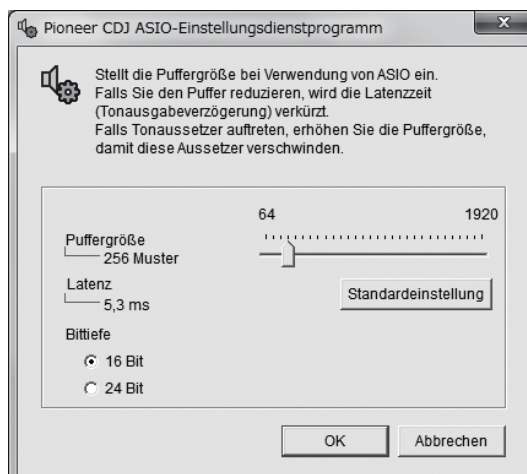 Pioneer CDJ ASIO-Einstellungsdienstprogramm
Stellt die Puffergröße bei Verwendung von ASIO ein.
Falls Sie den Puffer reduzieren, wird die Latenzzeit
(Tonausgabeverzögerung) verkürzt.
Falls Tonaussetzer auftreten, erhöhen Sie die Puffergröße,
damit diese Aussetzer verschwinden.
64 1920
Puffergröße
256 Muster
Latenz
5,3 ms
Standardeinstellung
Bittiefe
16 Bit
24 Bit
OK Abbrechen